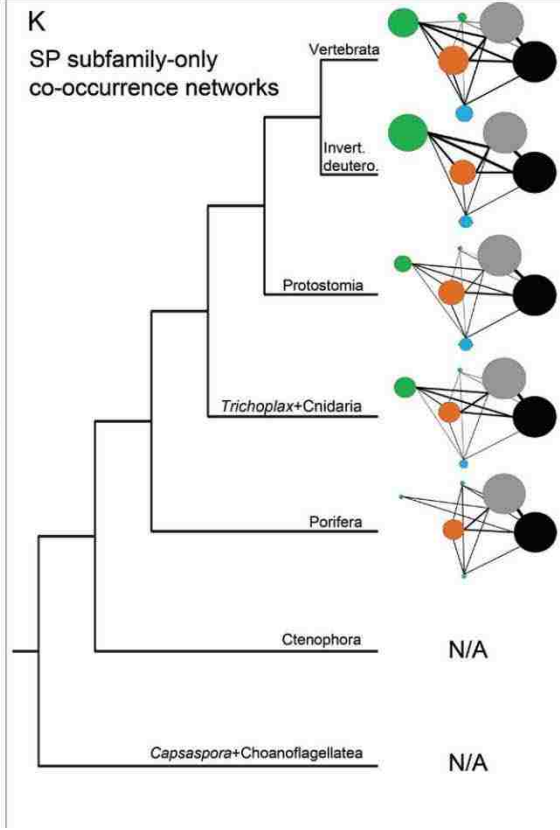 K
SP subfamily-only
co-occurrence networks
Vertebrata
Invert.
deutero.
Protostomia
Trichoplax+Cnidaria
Porifera
Ctenophora
N/A
Capsaspora+Choanoflagellatea
N/A